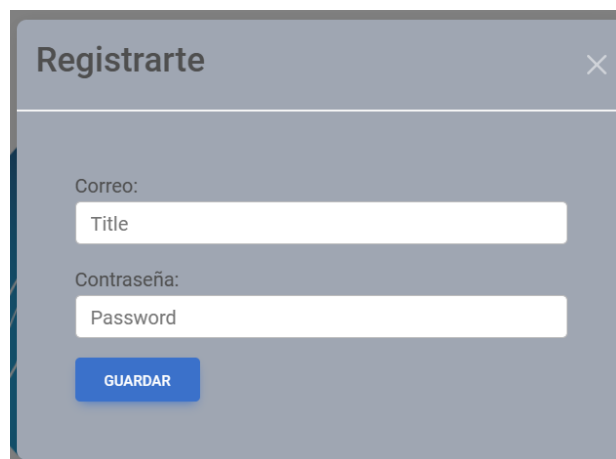 Registrarte
Correo:
Title
Contraseña:
Password
GUARDAR